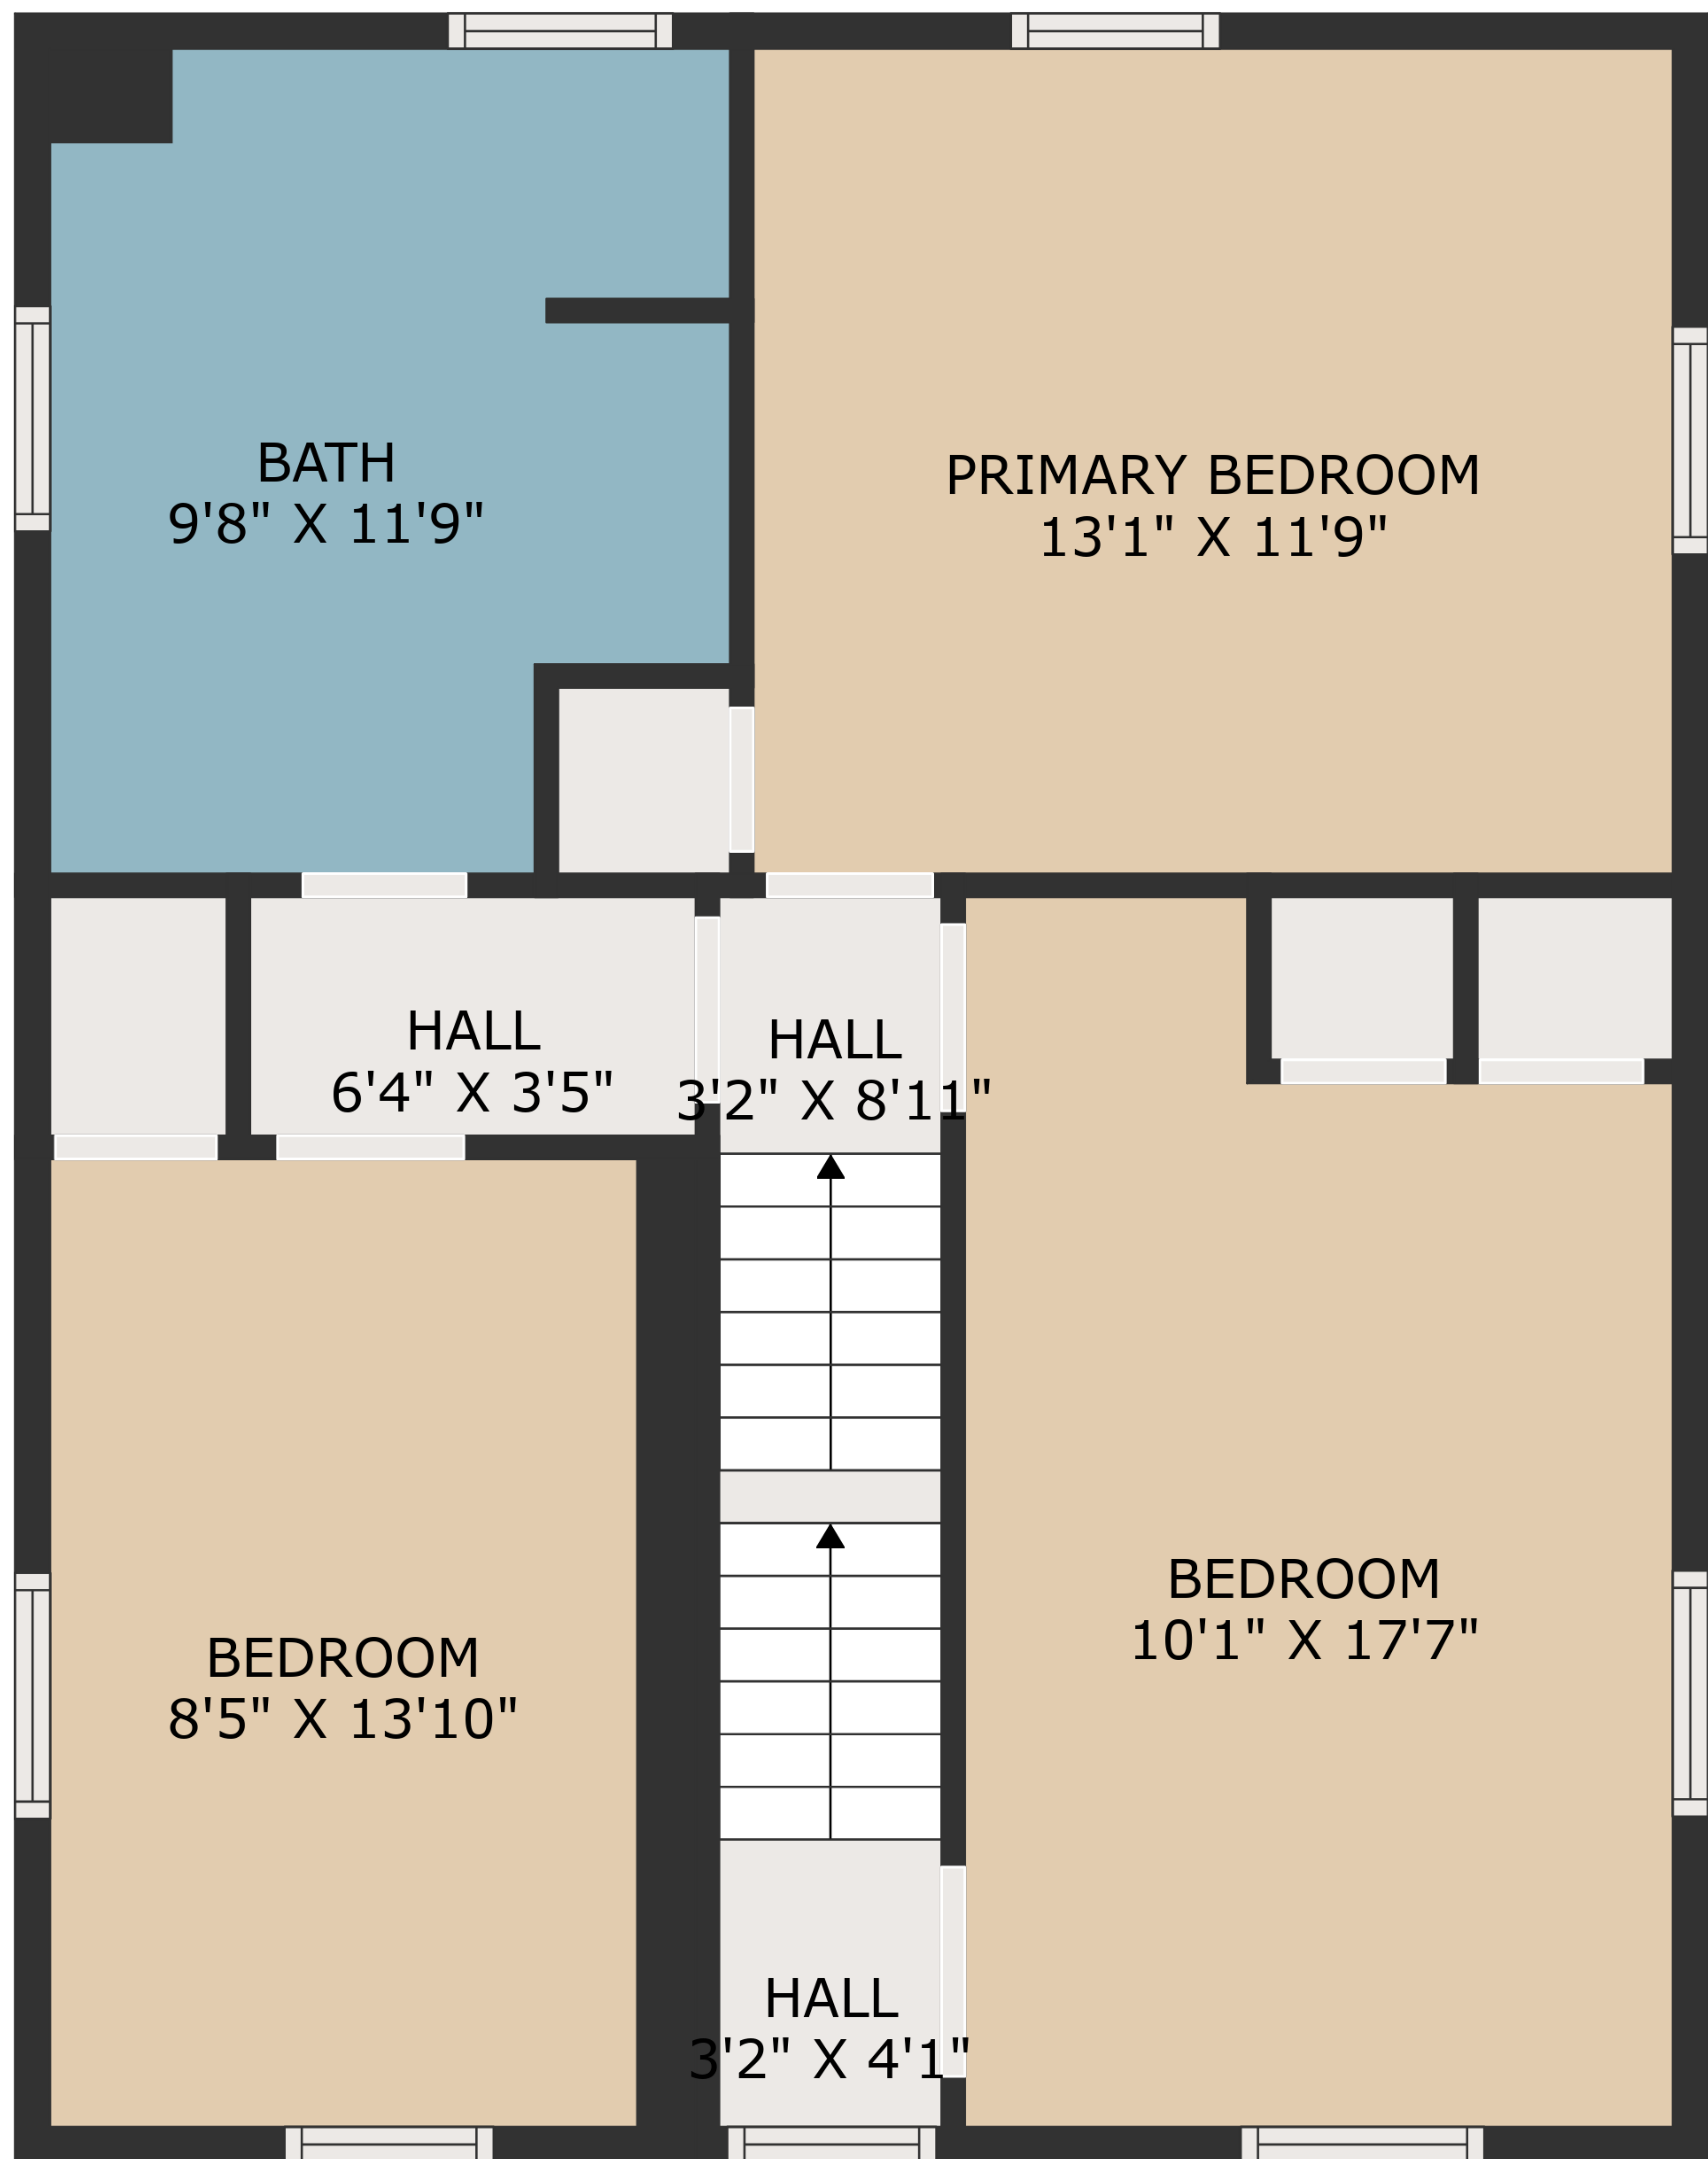 BATH
9'8" X 11'9"
PRIMARY BEDROOM
13'1" X 11'9"
HALL
6'4" X 3'5"
HALL
3'2" X 8'11"
BEDROOM
10'1" X 17'7"
BEDROOM
8'5" X 13'10"
HALL
3'2" X 4'1"